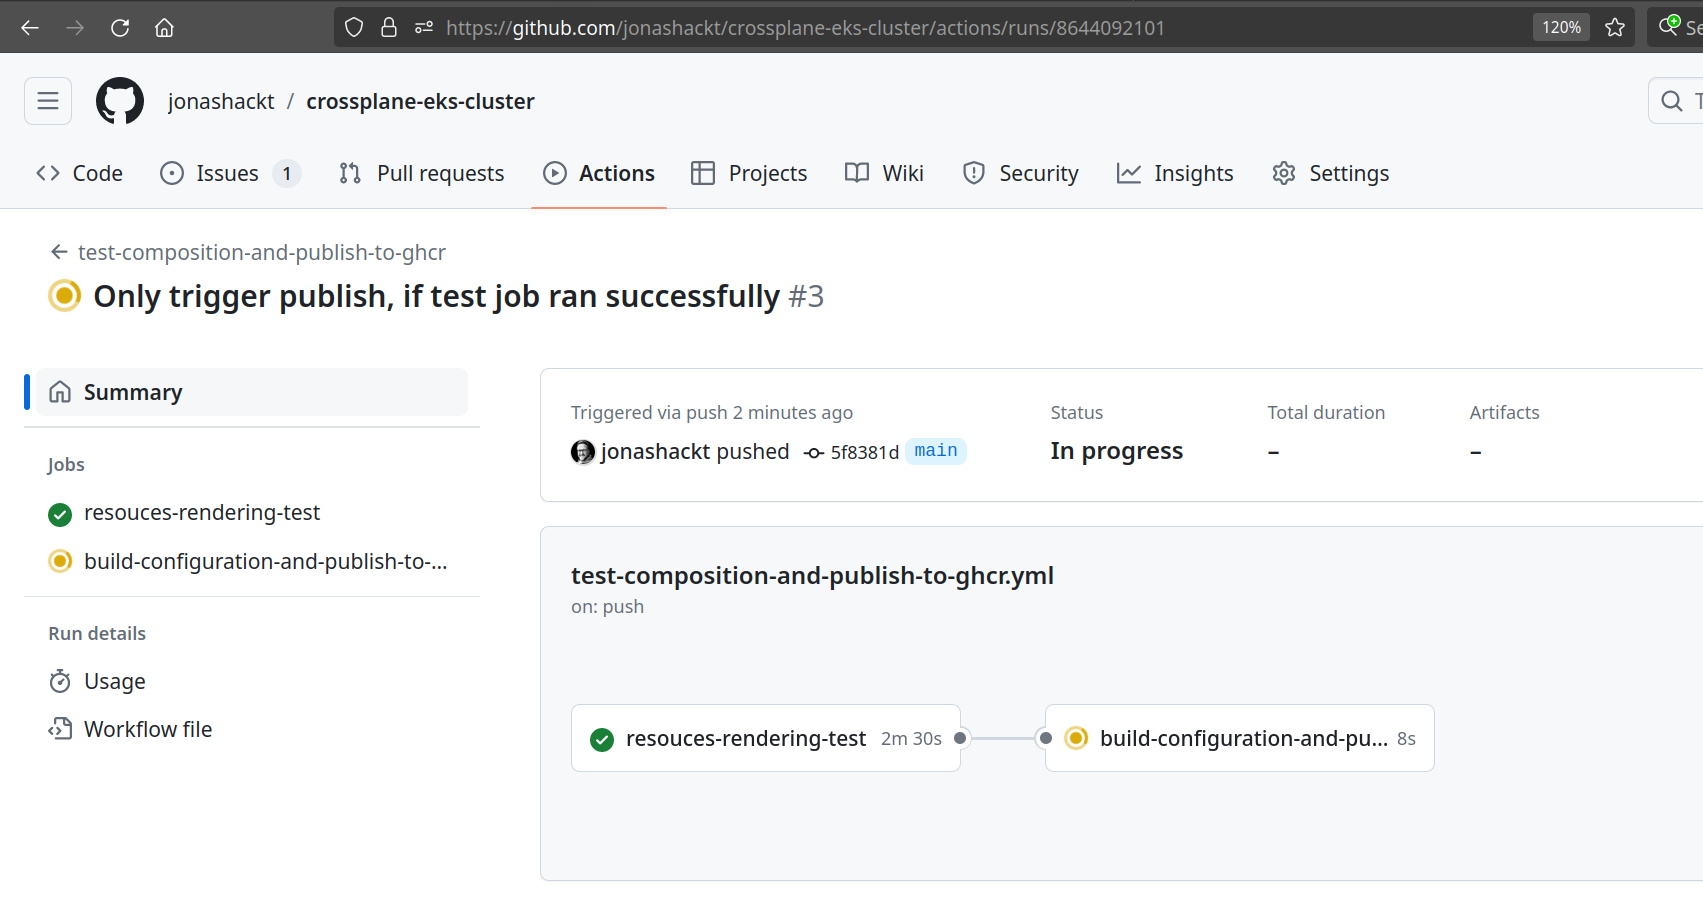 https://github.com/jonashackt/crossplane-eks-cluster/actions/runs/8644092101 120% Se
jonashackt / crossplane-eks-cluster T
Code Issues 1 Pull requests Actions Projects Wiki Security Insights Settings
test-composition-and-publish-to-ghcr
Only trigger publish, if test job ran successfully #3
Summary
Jobs
resouces-rendering-test
build-configuration-and-publish-to-...
Run details
Usage
Workflow file
Triggered via push 2 minutes ago
jonashackt pushed 5f8381d main
Status
In progress
Total duration
–
Artifacts
–
test-composition-and-publish-to-ghcr.yml
on: push
resouces-rendering-test 2m 30s
build-configuration-and-pu... 8s